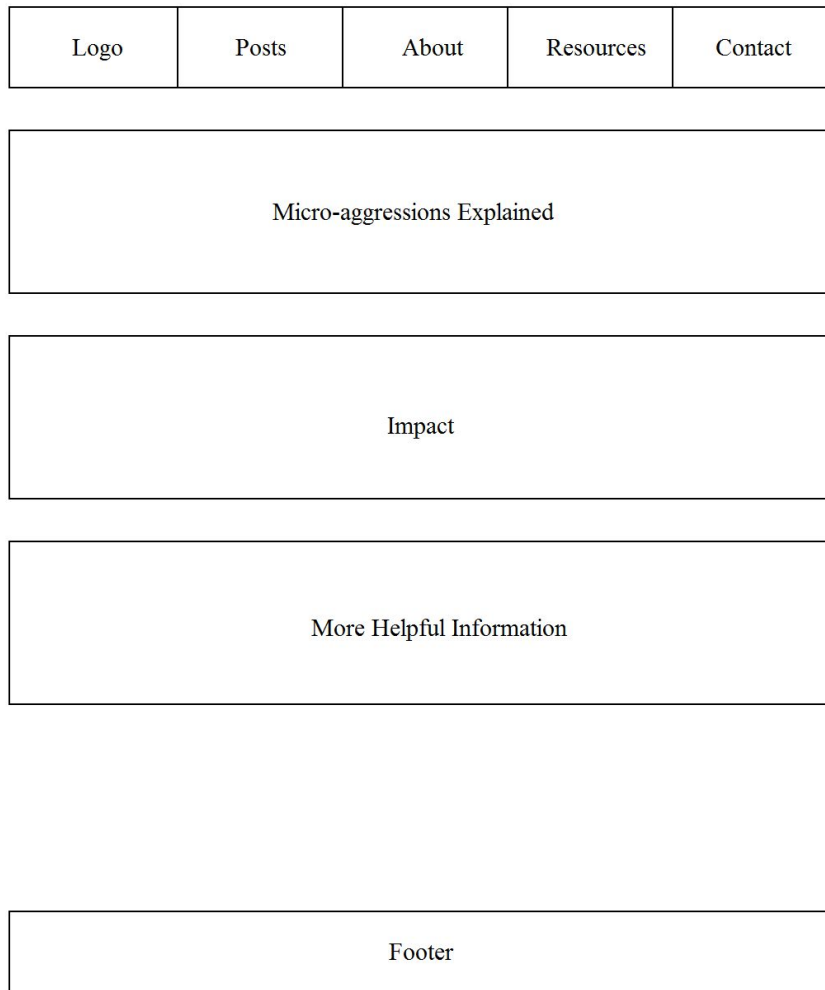 Logo Posts About Resources Contact
Micro-aggressions Explained
Impact
More Helpful Information
Footer